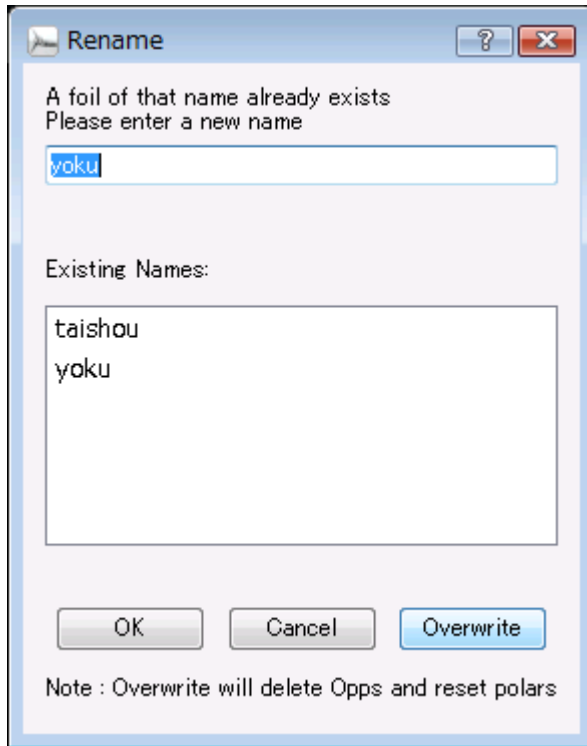 Rename
A foil of that name already exists
Please enter a new name
yoku
Existing Names:
taishou
yoku
OK Cancel Overwrite
Note : Overwrite will delete Opps and reset polars